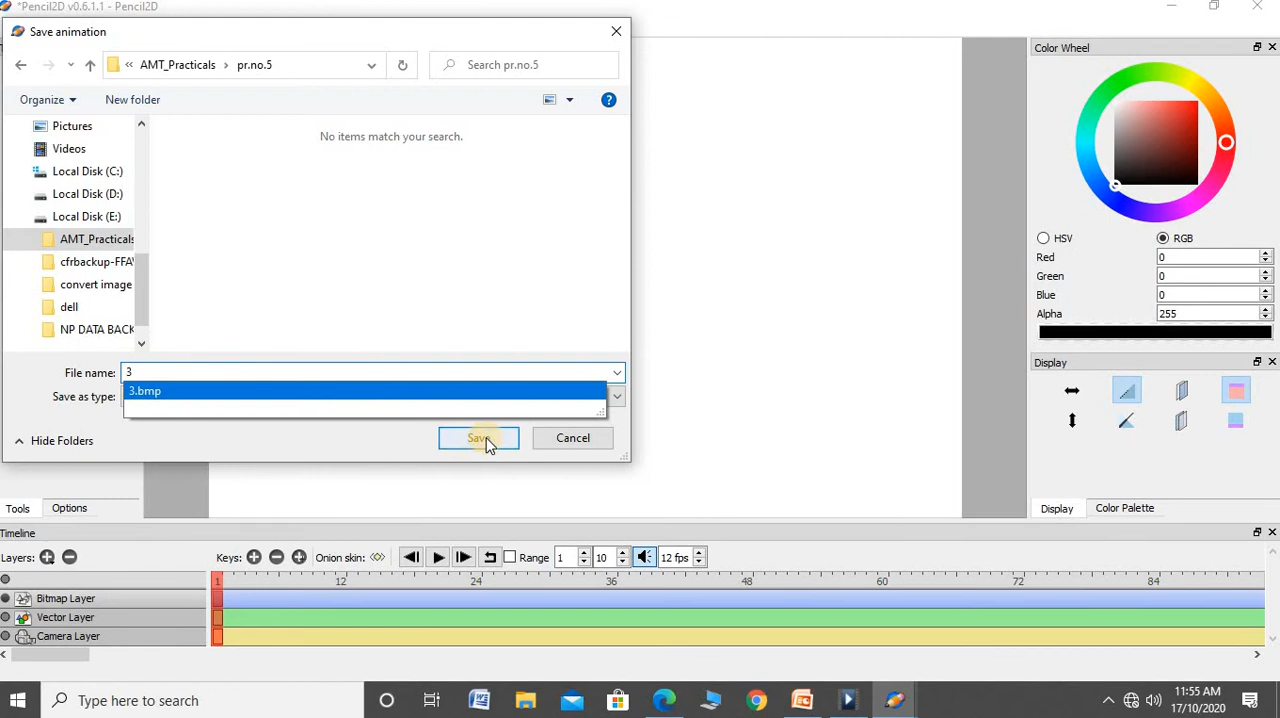 *Pencil2D v0.6.1.1 - Pencil2D
Save animation
« AMT_Practicals › pr.no.5
Search pr.no.5
Organize
New folder
Pictures
Videos
Local Disk (C:)
Local Disk (D:)
Local Disk (E:)
AMT_Practicals
cfrbackup-FFA
convert image
dell
NP DATA BACK
No items match your search.
File name: 3
3.bmp
Save as type:
Hide Folders
Save
Cancel
Color Wheel
HSV
RGB
Red 0
Green 0
Blue 0
Alpha 255
Display
Display
Color Palette
Tools
Options
Timeline
Layers:
Keys:
Onion skin:
Range 1 10
12 fps
1 12 24 36 48 60 72 84
Bitmap Layer
Vector Layer
Camera Layer
Type here to search
11:55 AM
17/10/2020